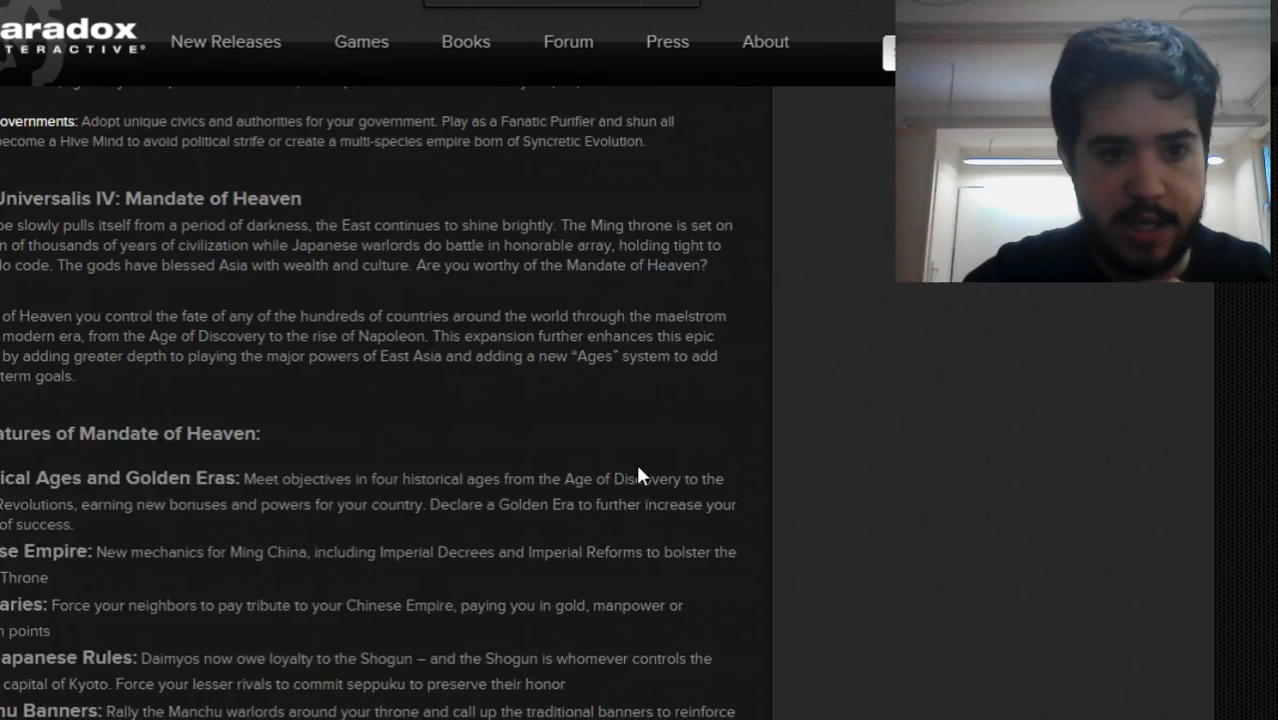 aradox
NTERACTIVE®
New Releases Games Books Forum Press About
overnments: Adopt unique civics and authorities for your government. Play as a Fanatic Purifier and shun all
become a Hive Mind to avoid political strife or create a multi-species empire born of Syncretic Evolution.
Universalis IV: Mandate of Heaven
pe slowly pulls itself from a period of darkness, the East continues to shine brightly. The Ming throne is set on
n of thousands of years of civilization while Japanese warlords do battle in honorable array, holding tight to
do code. The gods have blessed Asia with wealth and culture. Are you worthy of the Mandate of Heaven?
of Heaven you control the fate of any of the hundreds of countries around the world through the maelstrom
modern era, from the Age of Discovery to the rise of Napoleon. This expansion further enhances this epic
by adding greater depth to playing the major powers of East Asia and adding a new “Ages” system to add
term goals.
atures of Mandate of Heaven:
ical Ages and Golden Eras: Meet objectives in four historical ages from the Age of Discovery to the
Revolutions, earning new bonuses and powers for your country. Declare a Golden Era to further increase your
of success.
se Empire: New mechanics for Ming China, including Imperial Decrees and Imperial Reforms to bolster the
Throne
aries: Force your neighbors to pay tribute to your Chinese Empire, paying you in gold, manpower or
h points
apanese Rules: Daimyos now owe loyalty to the Shogun – and the Shogun is whomever controls the
capital of Kyoto. Force your lesser rivals to commit seppuku to preserve their honor
hu Banners: Rally the Manchu warlords around your throne and call up the traditional banners to reinforce